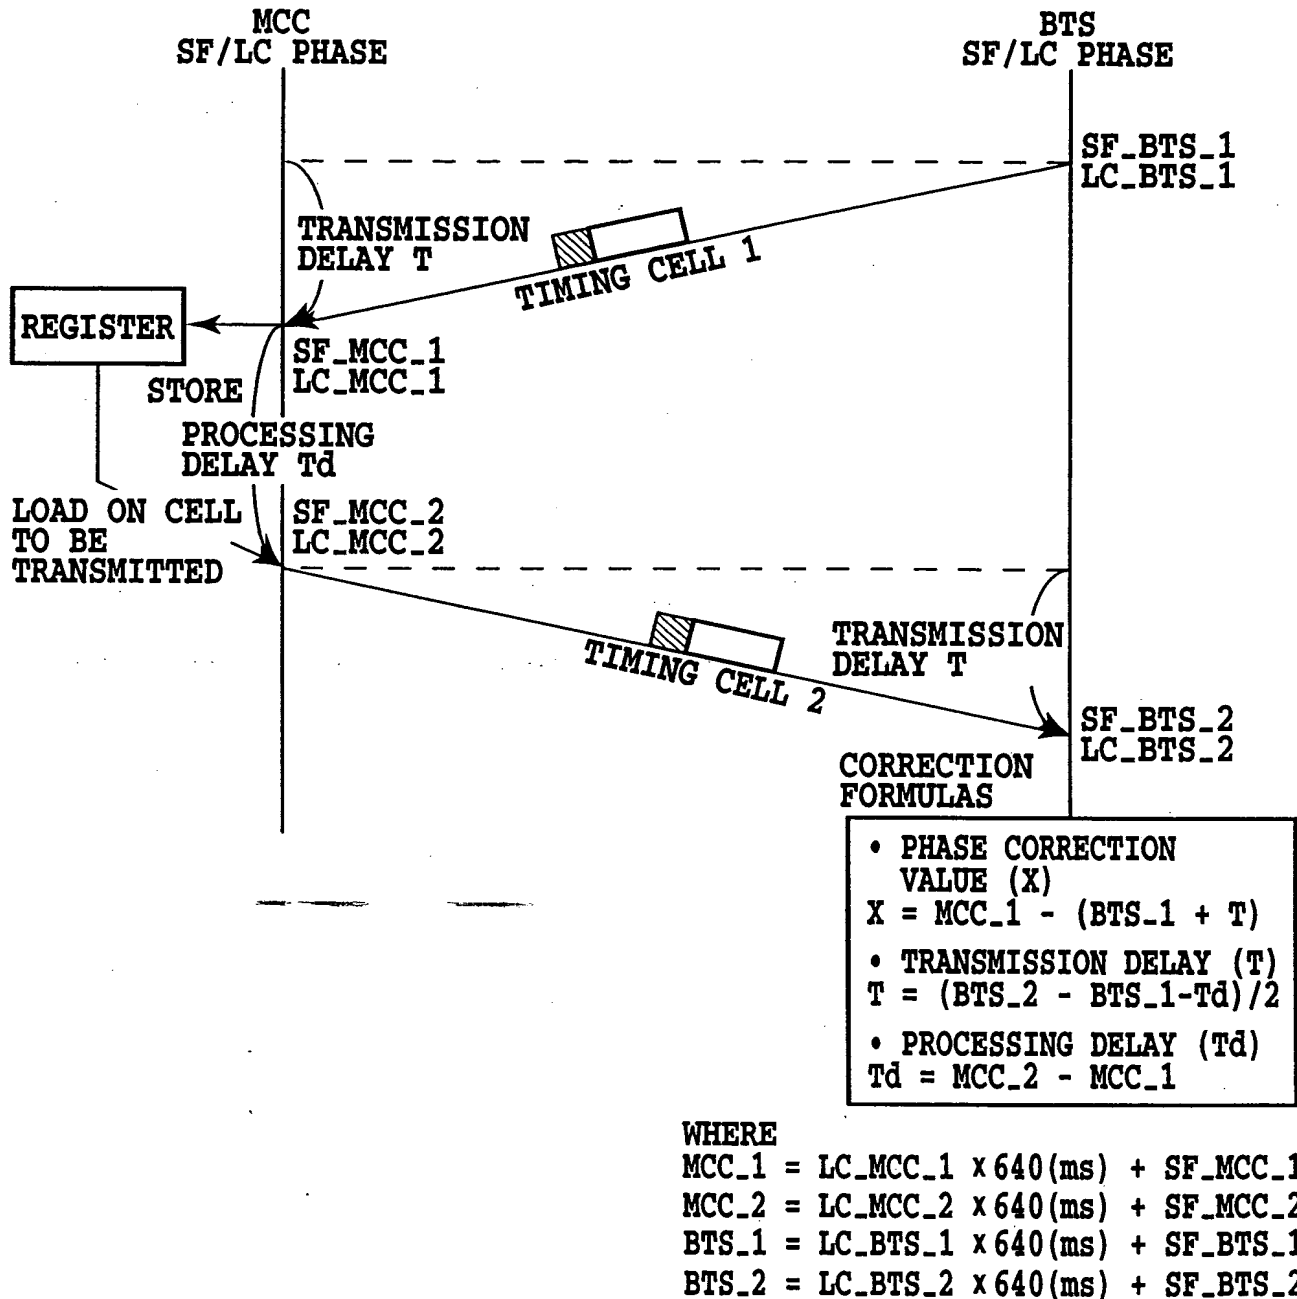 MCC
SF/LC PHASE
BTS
SF/LC PHASE
SF_BTS_1
LC_BTS_1
TRANSMISSION
DELAY T
TIMING CELL 1
REGISTER
SF_MCC_1
LC_MCC_1
STORE
PROCESSING
DELAY Td
LOAD ON CELL
TO BE
TRANSMITTED
SF_MCC_2
LC_MCC_2
TIMING CELL 2
TRANSMISSION
DELAY T
SF_BTS_2
LC_BTS_2
CORRECTION
FORMULAS
• PHASE CORRECTION
VALUE (X)
X = MCC_1 - (BTS_1 + T)
• TRANSMISSION DELAY (T)
T = (BTS_2 - BTS_1-Td)/2
• PROCESSING DELAY (Td)
Td = MCC_2 - MCC_1
WHERE
MCC_1 = LC_MCC_1 x 640(ms) + SF_MCC_1
MCC_2 = LC_MCC_2 x 640(ms) + SF_MCC_2
BTS_1 = LC_BTS_1 x 640(ms) + SF_BTS_1
BTS_2 = LC_BTS_2 x 640(ms) + SF_BTS_2